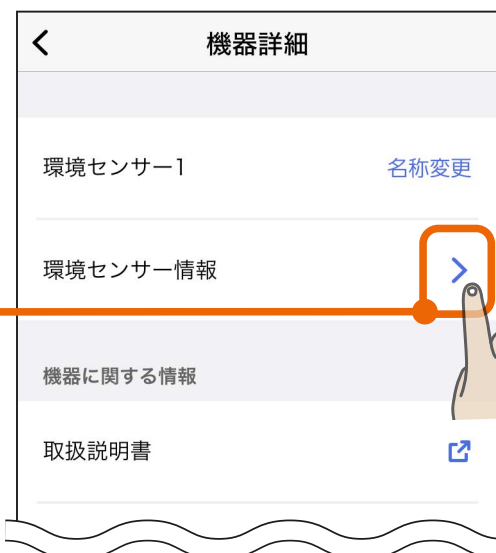 機器詳細
環境センサー1 名称変更
環境センサー情報
機器に関する情報
取扱説明書